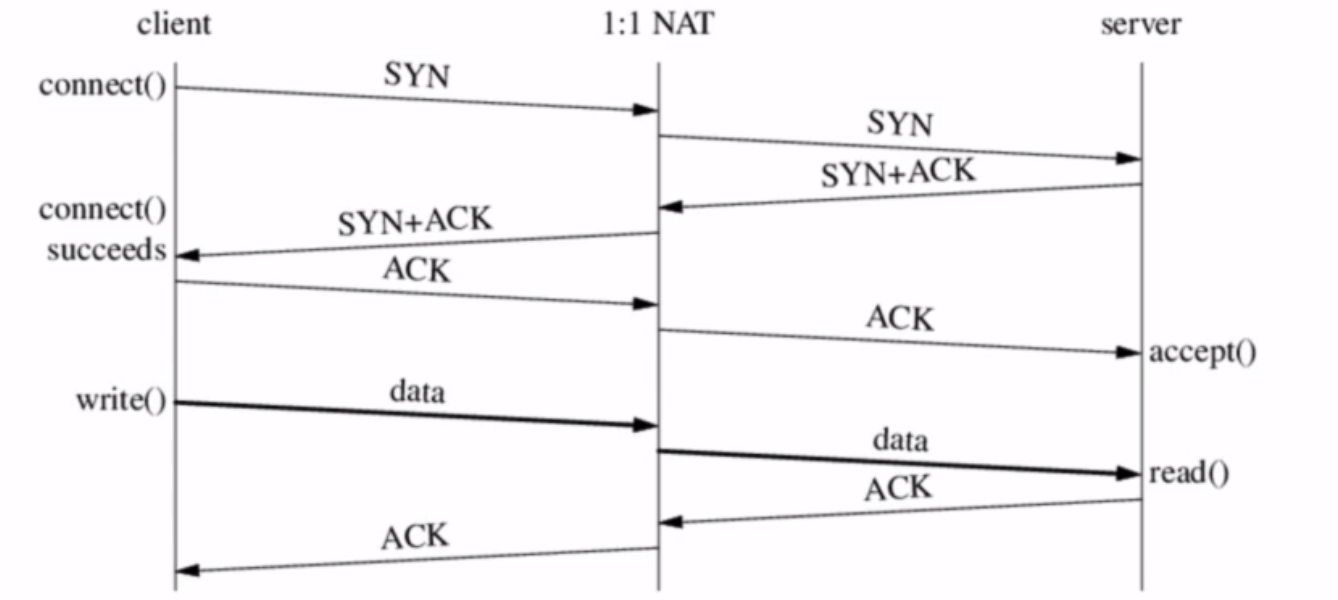 client
1:1 NAT
server
connect()
SYN
SYN
SYN+ACK
connect()
succeeds
SYN+ACK
ACK
ACK
accept()
write()
data
data
read()
ACK
ACK